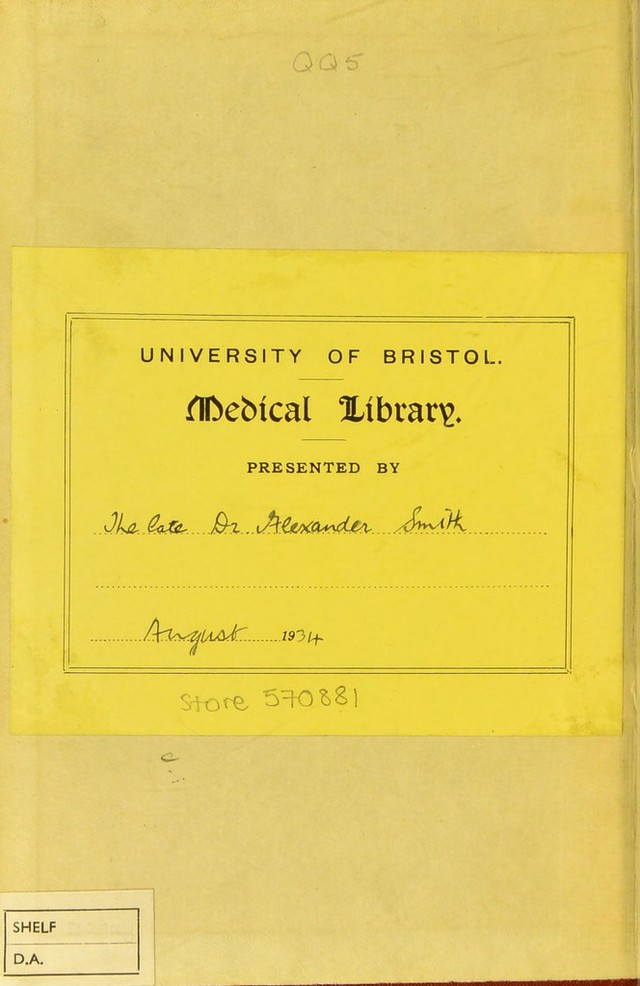 QQ5
UNIVERSITY OF BRISTOL.
Medical Library.
PRESENTED BY
The late Dr. Alexander Smith
August 1934
Store 570881
SHELF
D.A.